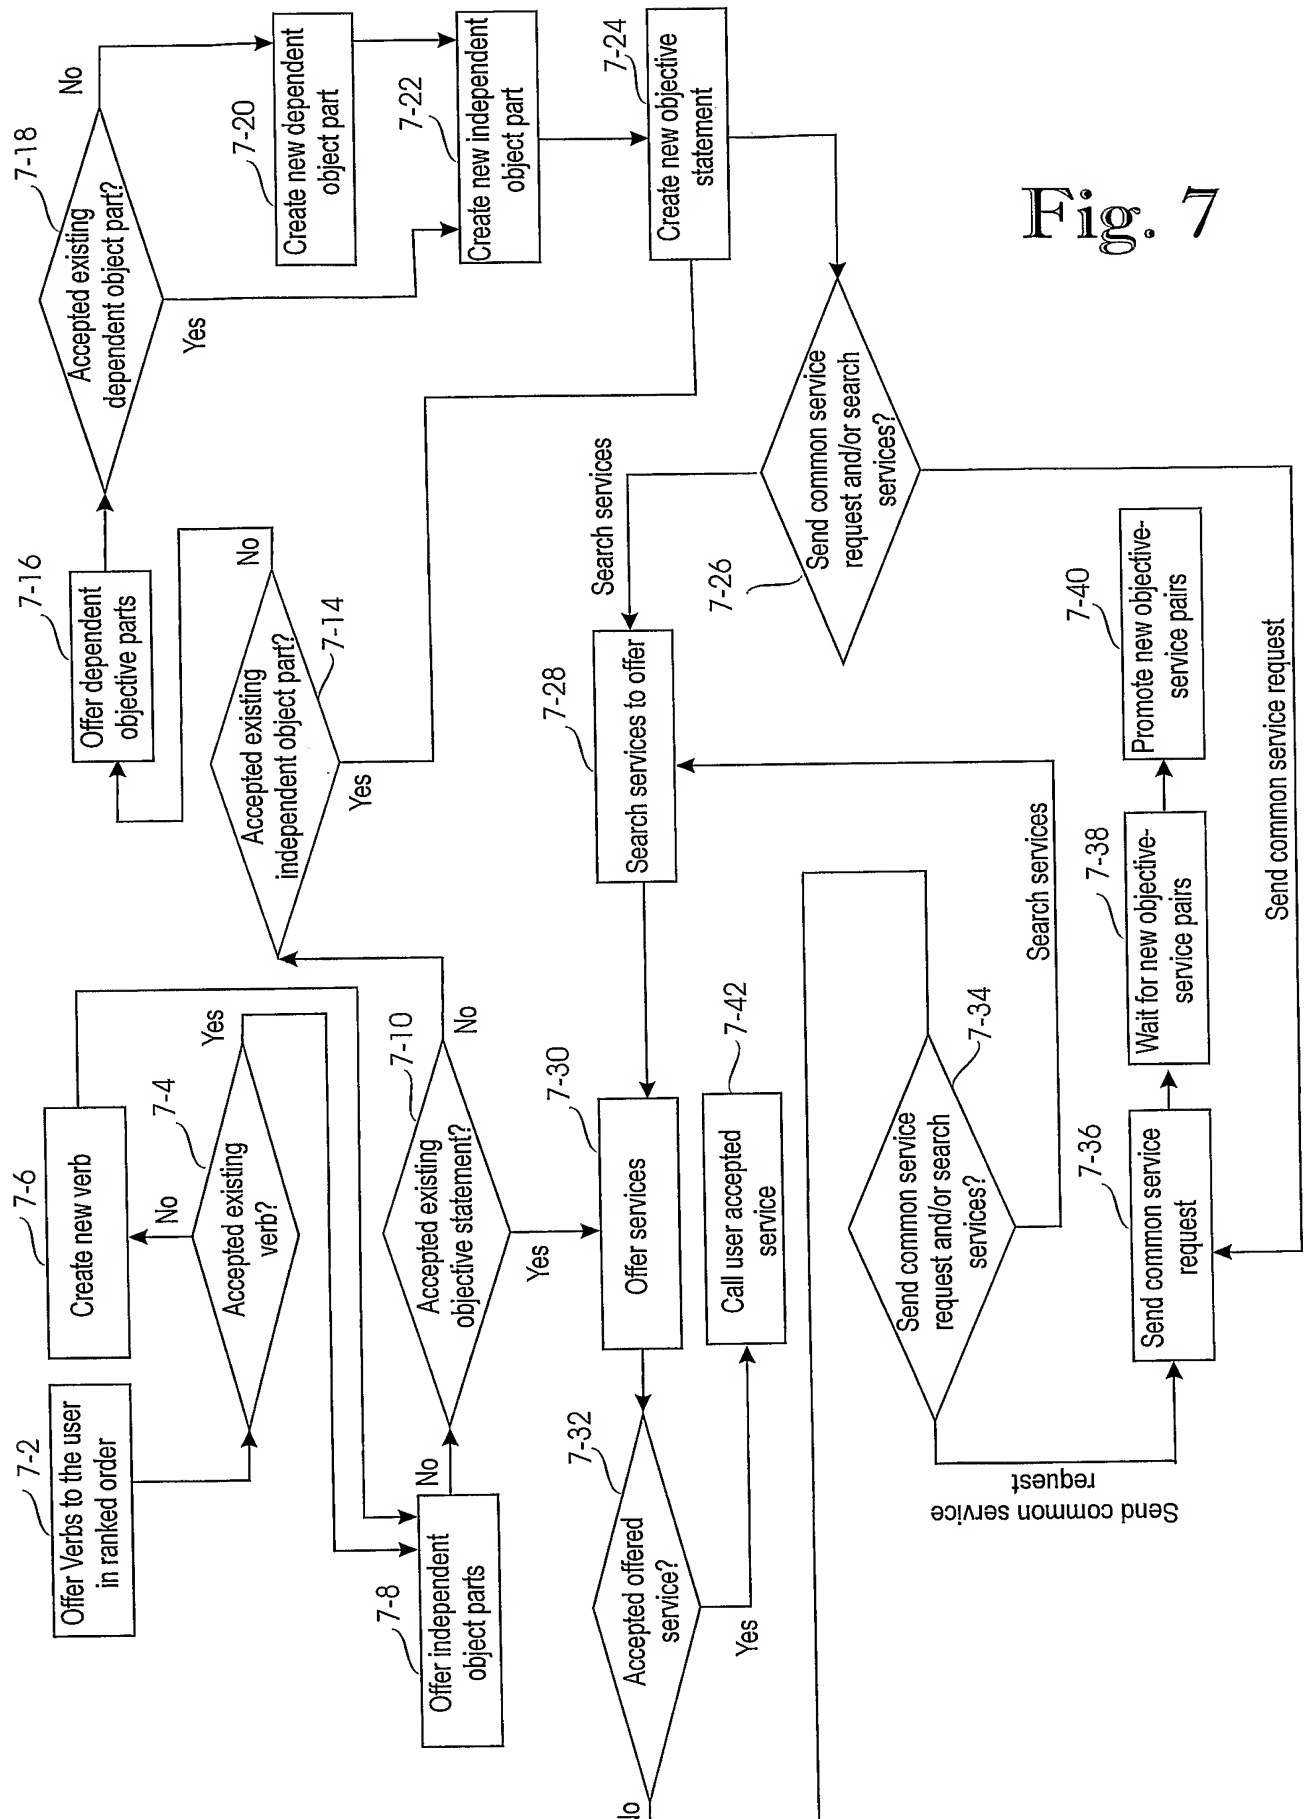 7-2
Offer Verbs to the user
in ranked order
7-6
Create new verb
No
7-4
Accepted existing
verb?
Yes
7-8
Offer independent
object parts
No
7-10
Accepted existing
objective statement?
No
Yes
7-14
Accepted existing
independent object part?
No
Yes
7-16
Offer dependent
objective parts
7-18
Accepted existing
dependent object part?
No
Yes
7-20
Create new dependent
object part
7-22
Create new independent
object part
7-24
Create new objective
statement
7-26
Send common service
request and/or search
services?
Search services
Send common service request
7-28
Search services to offer
7-30
Offer services
7-32
Accepted offered
service?
No
Yes
7-42
Call user accepted
service
7-34
Send common service
request and/or search
services?
Search services
Send common service
request
7-36
Send common service
request
7-38
Wait for new objective-
service pairs
7-40
Promote new objective-
service pairs
Fig. 7